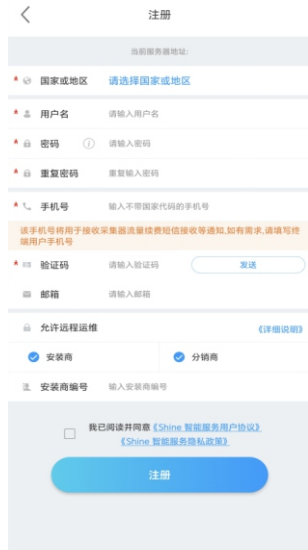 注册
当前服务器地址:
* 国家或地区 请选择国家或地区
* 用户名 请输入用户名
* 密码 i 请输入密码
* 重复密码 重复输入密码
* 手机号 输入不带国家代码的手机号
该手机号将用于接收采集器流量续费短信接收等通知,如有需求,请填写终
端用户手机号
* 验证码 请输入验证码 发送
邮箱 请输入邮箱
允许远程运维 《详细说明》
安装商 分销商
安装商编号 输入安装商编号
我已阅读并同意《Shine 智能服务用户协议》
《Shine 智能服务隐私政策》
注册